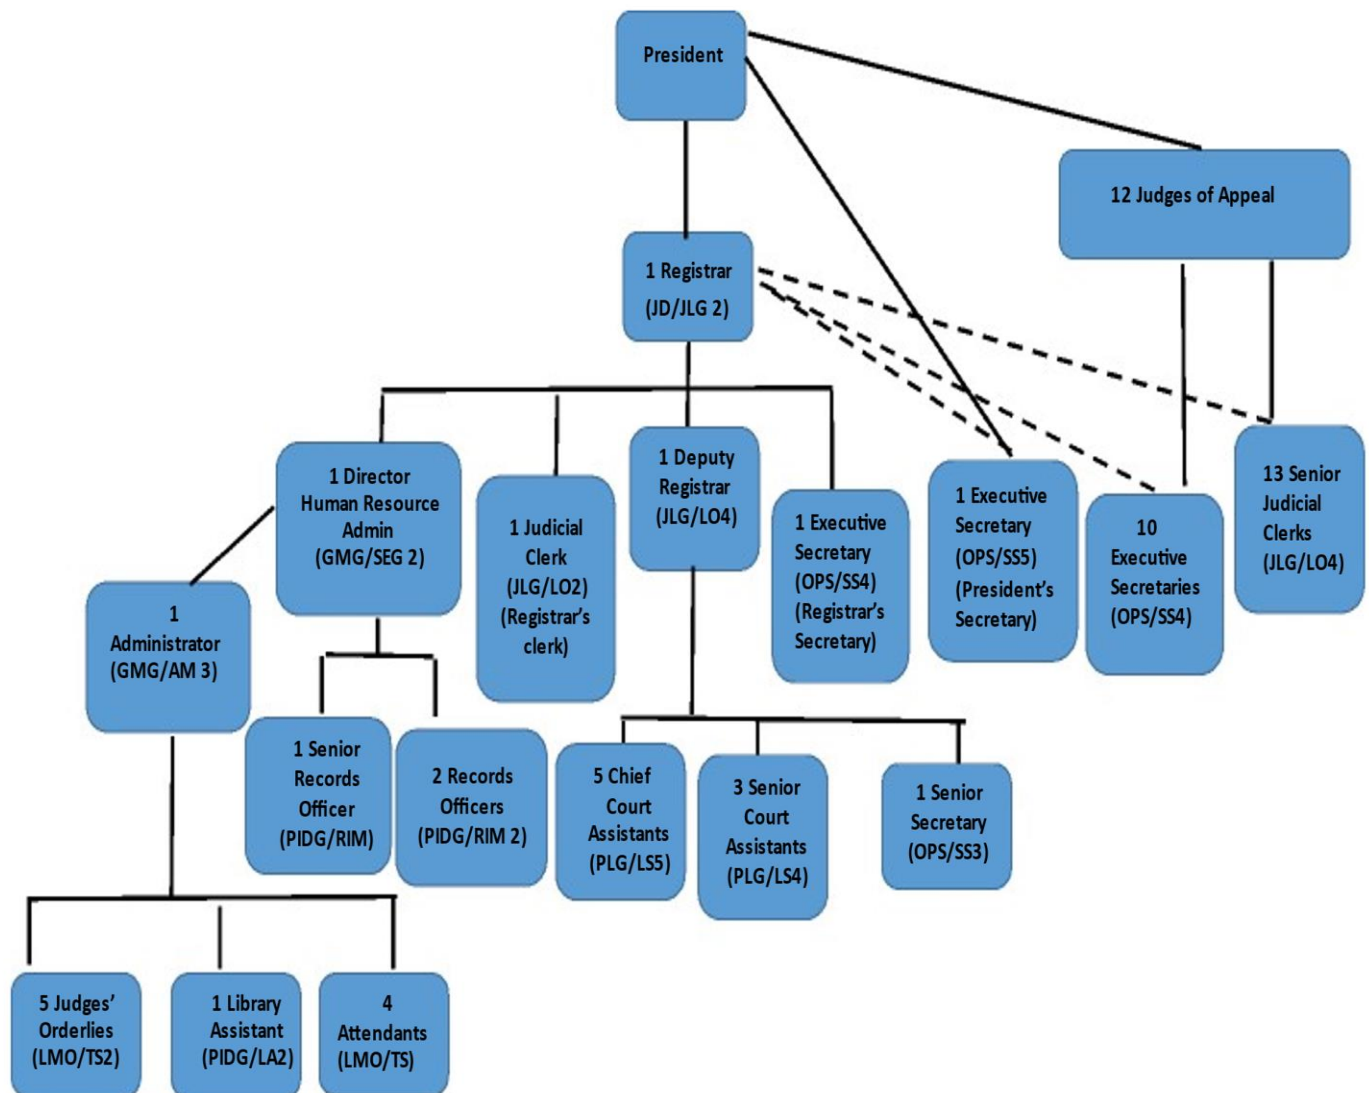 President
12 Judges of Appeal
1 Registrar
(JD/JLG 2)
1 Director
Human Resource
Admin
(GMG/SEG 2)
1 Judicial
Clerk
(JLG/LO2)
(Registrar's
clerk)
1 Deputy
Registrar
(JLG/LO4)
1 Executive
Secretary
(OPS/SS4)
(Registrar's
Secretary)
1 Executive
Secretary
(OPS/SS5)
(President's
Secretary)
10
Executive
Secretaries
(OPS/SS4)
13 Senior
Judicial
Clerks
(JLG/LO4)
1
Administrator
(GMG/AM 3)
1 Senior
Records
Officer
(PIDG/RIM)
2 Records
Officers
(PIDG/RIM 2)
5 Chief
Court
Assistants
(PLG/LS5)
3 Senior
Court
Assistants
(PLG/LS4)
1 Senior
Secretary
(OPS/SS3)
5 Judges'
Orderlies
(LMO/TS2)
1 Library
Assistant
(PIDG/LA2)
4
Attendants
(LMO/TS)